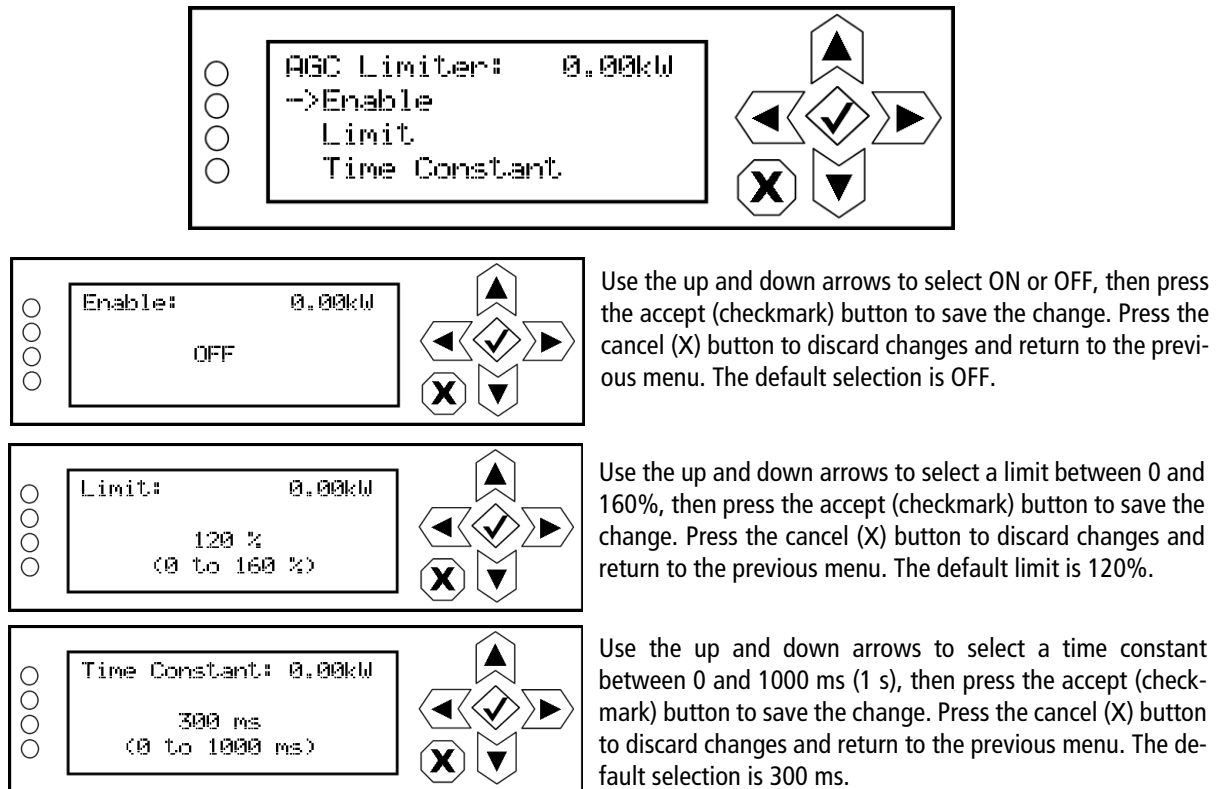 AGC Limiter: 0.00kW
->Enable
Limit
Time Constant
X
Enable: 0.00kW
OFF
X
Use the up and down arrows to select ON or OFF, then press
the accept (checkmark) button to save the change. Press the
cancel (X) button to discard changes and return to the previ-
ous menu. The default selection is OFF.
Limit: 0.00kW
120 %
(0 to 160 %)
X
Use the up and down arrows to select a limit between 0 and
160%, then press the accept (checkmark) button to save the
change. Press the cancel (X) button to discard changes and
return to the previous menu. The default limit is 120%.
Time Constant: 0.00kW
300 ms
(0 to 1000 ms)
X
Use the up and down arrows to select a time constant
between 0 and 1000 ms (1 s), then press the accept (check-
mark) button to save the change. Press the cancel (X) button
to discard changes and return to the previous menu. The de-
fault selection is 300 ms.